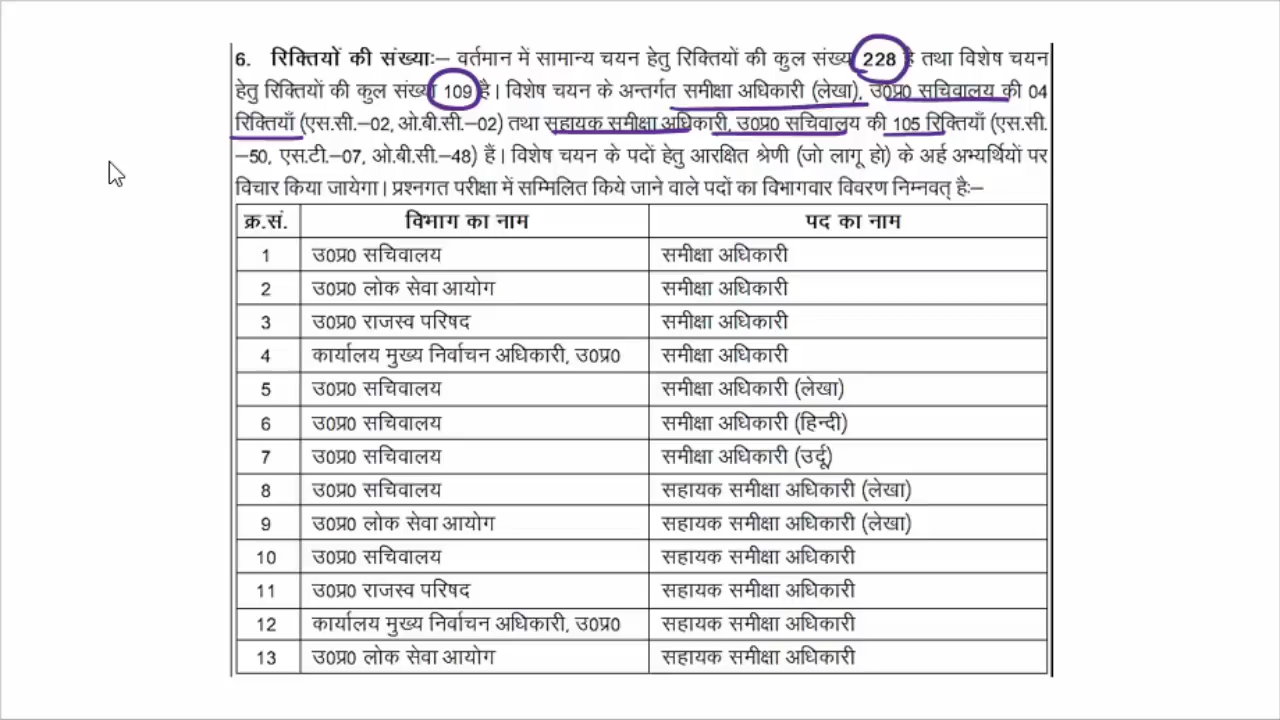 6. रिक्तियों की संख्याः– वर्तमान में सामान्य चयन हेतु रिक्तियों की कुल संख्या 228 है तथा विशेष चयन
हेतु रिक्तियों की कुल संख्या 109 है। विशेष चयन के अन्तर्गत समीक्षा अधिकारी (लेखा), उ0प्र0 सचिवालय की 04
रिक्तियाँ (एस.सी.–02, ओ.बी.सी.–02) तथा सहायक समीक्षा अधिकारी, उ0प्र0 सचिवालय की 105 रिक्तियाँ (एस.सी.
–50, एस.टी.–07, ओ.बी.सी.–48) हैं। विशेष चयन के पदों हेतु आरक्षित श्रेणी (जो लागू हो) के अर्ह अभ्यर्थियों पर
विचार किया जायेगा। प्रश्नगत परीक्षा में सम्मिलित किये जाने वाले पदों का विभागवार विवरण निम्नवत् हैः–
क्र.सं. विभाग का नाम पद का नाम
1 उ0प्र0 सचिवालय समीक्षा अधिकारी
2 उ0प्र0 लोक सेवा आयोग समीक्षा अधिकारी
3 उ0प्र0 राजस्व परिषद समीक्षा अधिकारी
4 कार्यालय मुख्य निर्वाचन अधिकारी, उ0प्र0 समीक्षा अधिकारी
5 उ0प्र0 सचिवालय समीक्षा अधिकारी (लेखा)
6 उ0प्र0 सचिवालय समीक्षा अधिकारी (हिन्दी)
7 उ0प्र0 सचिवालय समीक्षा अधिकारी (उर्दू)
8 उ0प्र0 सचिवालय सहायक समीक्षा अधिकारी (लेखा)
9 उ0प्र0 लोक सेवा आयोग सहायक समीक्षा अधिकारी (लेखा)
10 उ0प्र0 सचिवालय सहायक समीक्षा अधिकारी
11 उ0प्र0 राजस्व परिषद सहायक समीक्षा अधिकारी
12 कार्यालय मुख्य निर्वाचन अधिकारी, उ0प्र0 सहायक समीक्षा अधिकारी
13 उ0प्र0 लोक सेवा आयोग सहायक समीक्षा अधिकारी